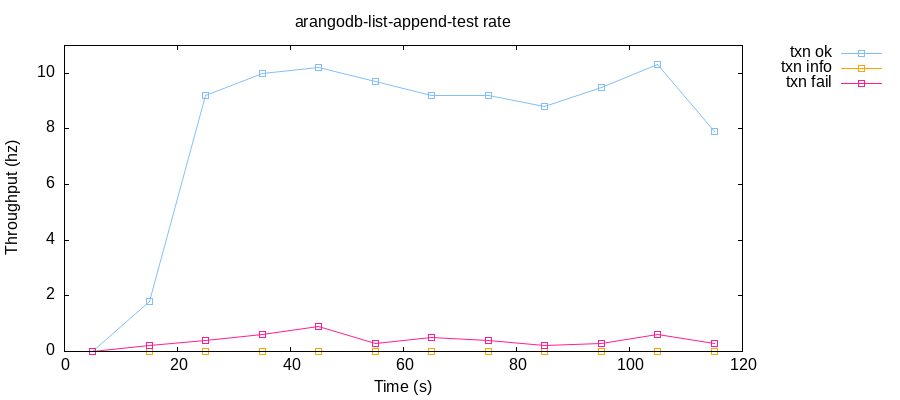 arangodb-list-append-test rate
txn ok
txn info
txn fail
Throughput (hz)
10
8
6
4
2
0
0 20 40 60 80 100 120
Time (s)